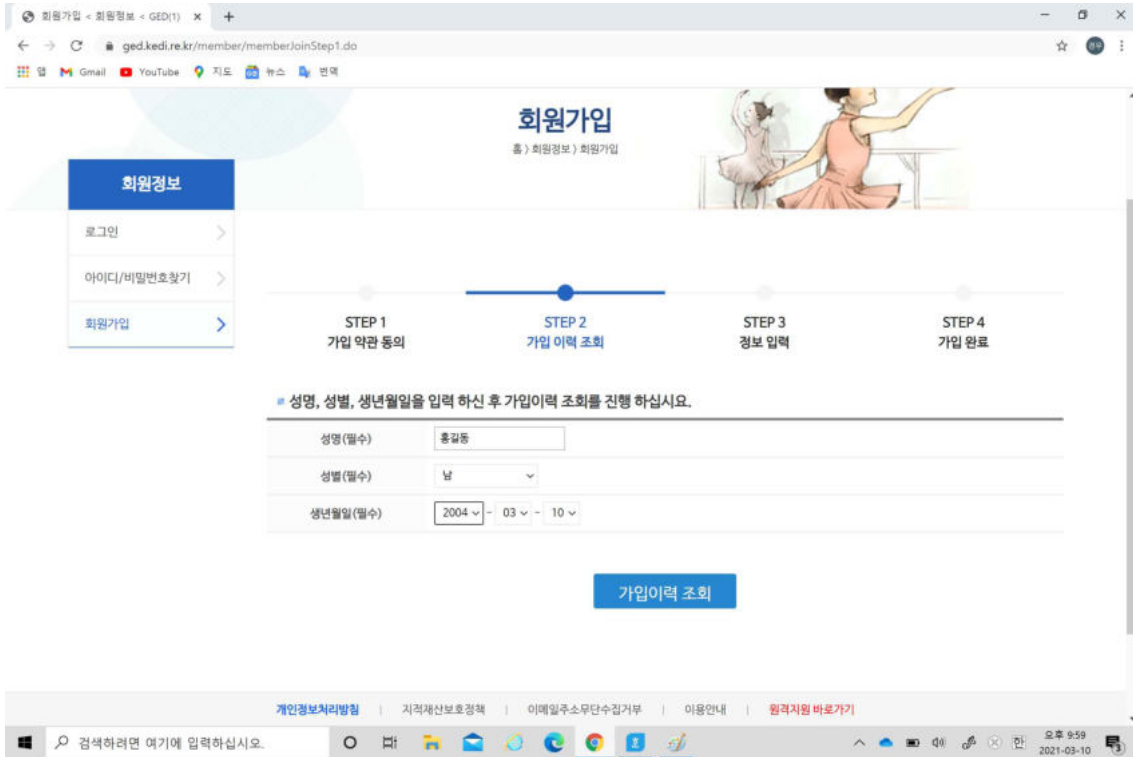 회원가입 < 회원정보 < GED(1)
ged.kedi.re.kr/member/memberJoinStep1.do
경우
앱 Gmail YouTube 지도 뉴스 번역
회원가입
홈 > 회원정보 > 회원가입
회원정보
로그인
아이디/비밀번호찾기
회원가입
STEP 1
가입 약관 동의
STEP 2
가입 이력 조회
STEP 3
정보 입력
STEP 4
가입 완료
성명, 성별, 생년월일을 입력 하신 후 가입이력 조회를 진행 하십시요.
성명(필수) 홍길동
성별(필수) 남
생년월일(필수) 2004 - 03 - 10
가입이력 조회
개인정보처리방침 | 지적재산보호정책 | 이메일주소무단수집거부 | 이용안내 | 원격지원 바로가기
검색하려면 여기에 입력하십시오.
한
오후 9:59
2021-03-10
3